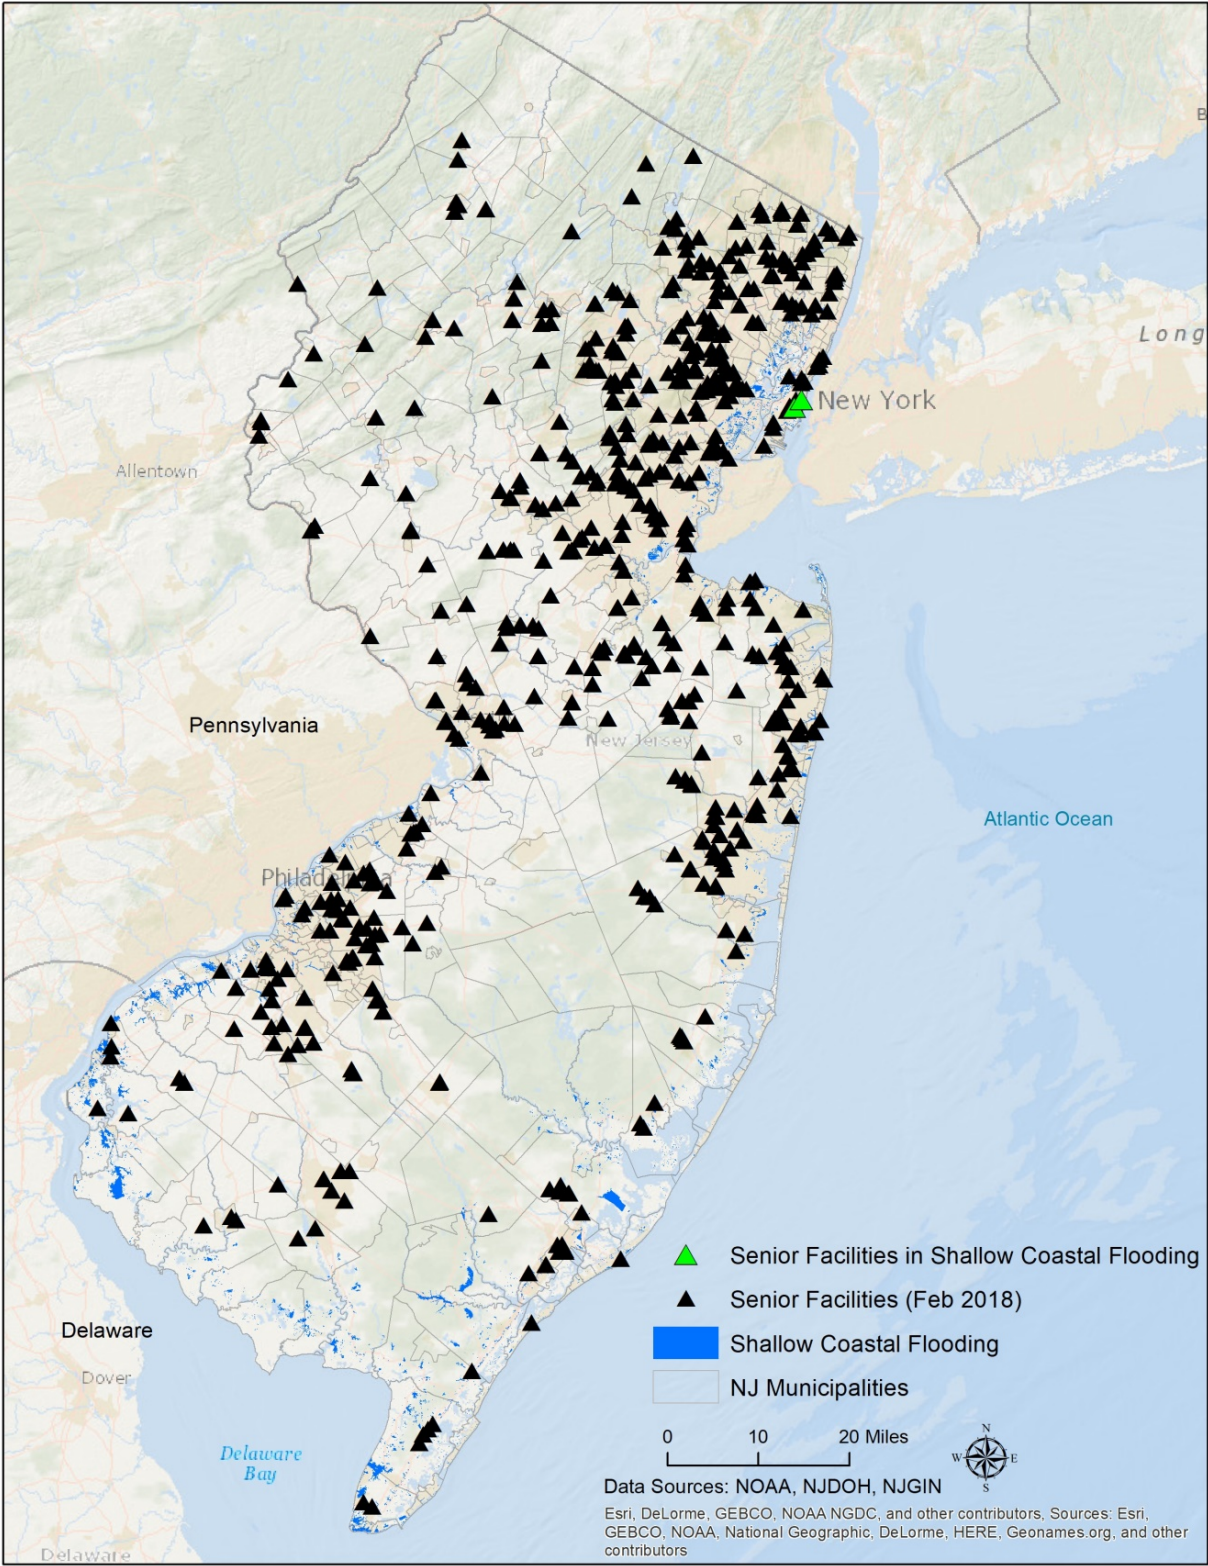 B
Long
New York
Allentown
Pennsylvania
New Jersey
Atlantic Ocean
Philadelphia
Senior Facilities in Shallow Coastal Flooding
Senior Facilities (Feb 2018)
Delaware
Shallow Coastal Flooding
Dover
NJ Municipalities
0 10 20 Miles
N
W E
S
Delaware
Bay
Data Sources: NOAA, NJDOH, NJGIN
Esri, DeLorme, GEBCO, NOAA NGDC, and other contributors, Sources: Esri,
GEBCO, NOAA, National Geographic, DeLorme, HERE, Geonames.org, and other
contributors
Delaware